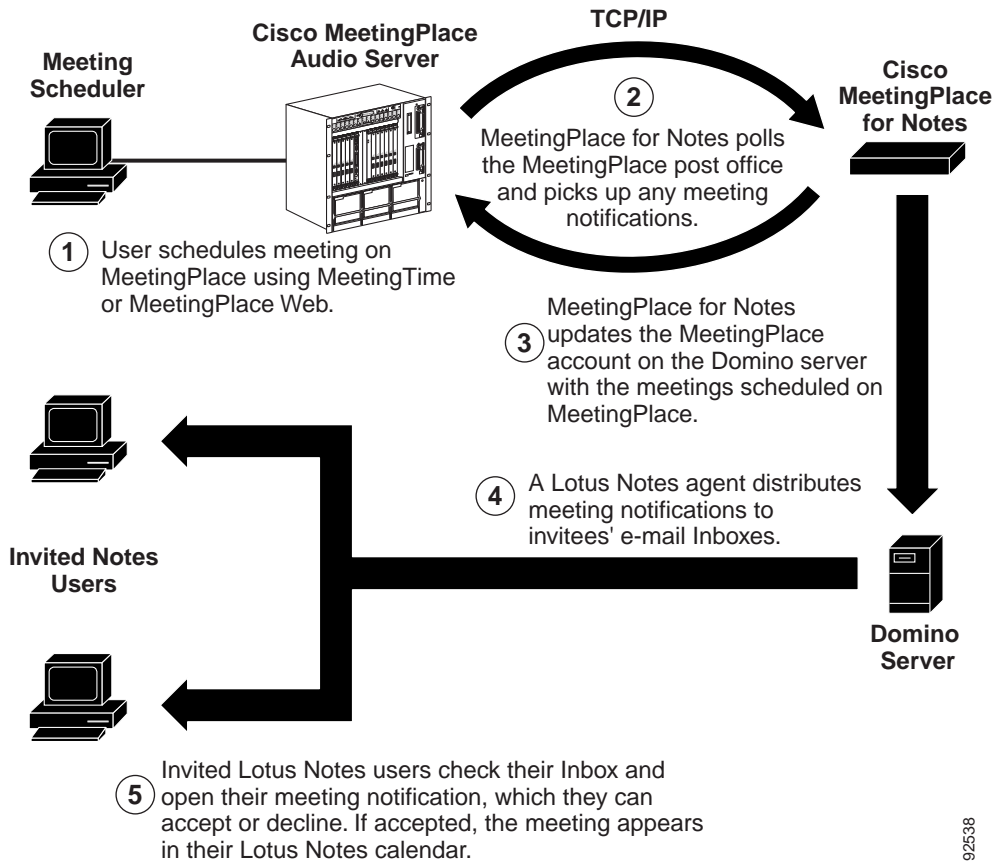 TCP/IP
Cisco MeetingPlace
Audio Server
Meeting
Scheduler
Cisco
MeetingPlace
for Notes
2
MeetingPlace for Notes polls
the MeetingPlace post office
and picks up any meeting
notifications.
1
User schedules meeting on
MeetingPlace using MeetingTime
or MeetingPlace Web.
3
MeetingPlace for Notes
updates the MeetingPlace
account on the Domino server
with the meetings scheduled on
MeetingPlace.
4
A Lotus Notes agent distributes
meeting notifications to
invitees' e-mail Inboxes.
Invited Notes
Users
Domino
Server
5
Invited Lotus Notes users check their Inbox and
open their meeting notification, which they can
accept or decline. If accepted, the meeting appears
in their Lotus Notes calendar.
92538